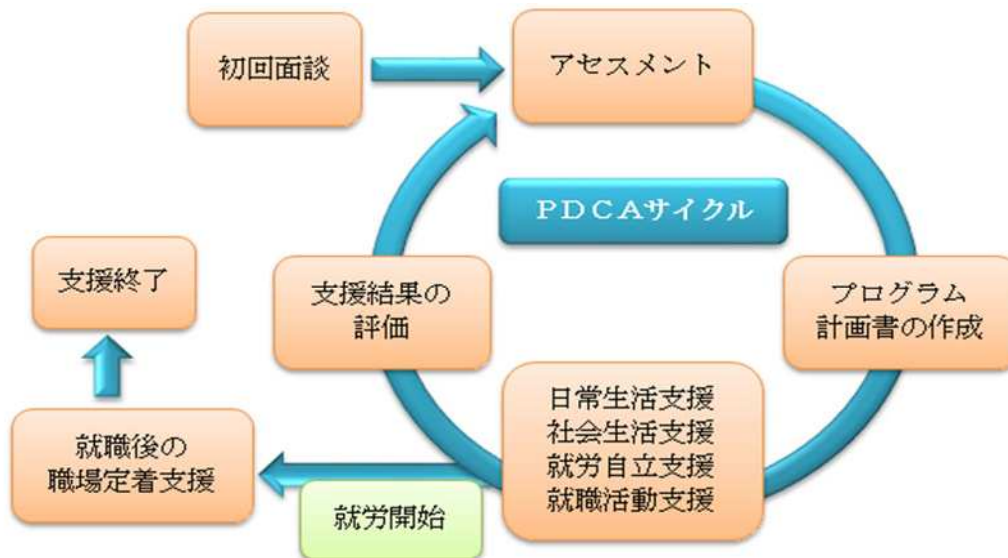 初回面談
アセスメント
PDCAサイクル
プログラム
計画書の作成
日常生活支援
社会生活支援
就労自立支援
就職活動支援
支援結果の
評価
就労開始
就職後の
職場定着支援
支援終了